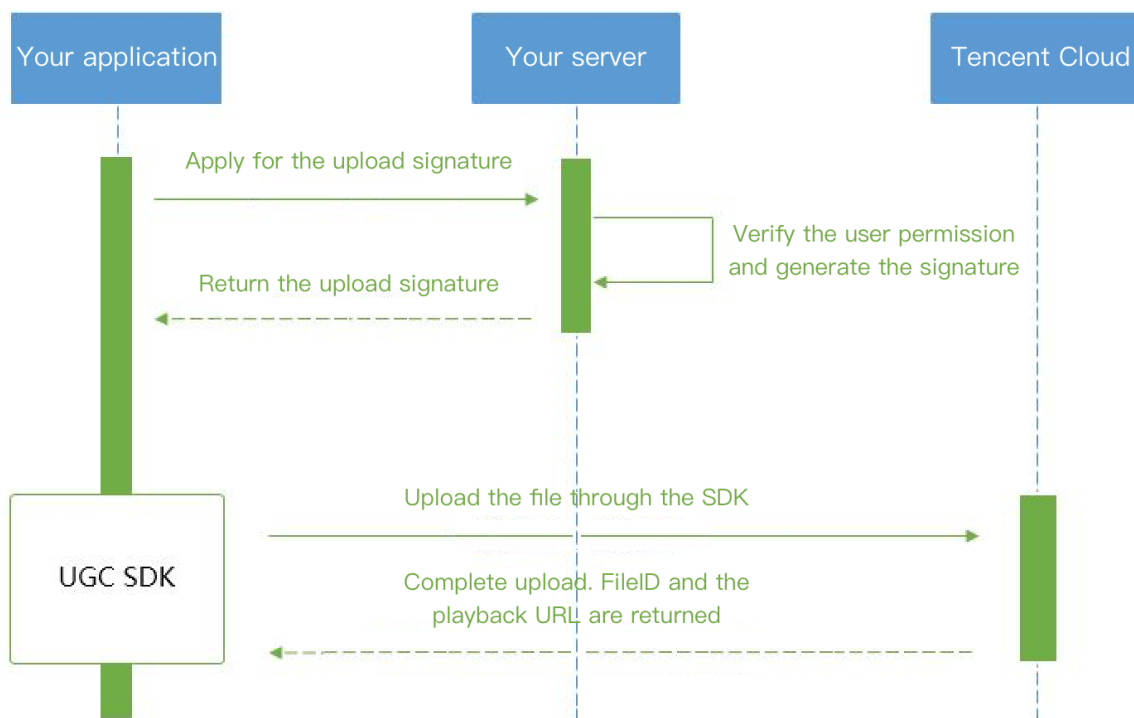 Your application
Your server
Tencent Cloud
Apply for the upload signature
Verify the user permission
and generate the signature
Return the upload signature
Upload the file through the SDK
UGC SDK
Complete upload. FileID and the
playback URL are returned